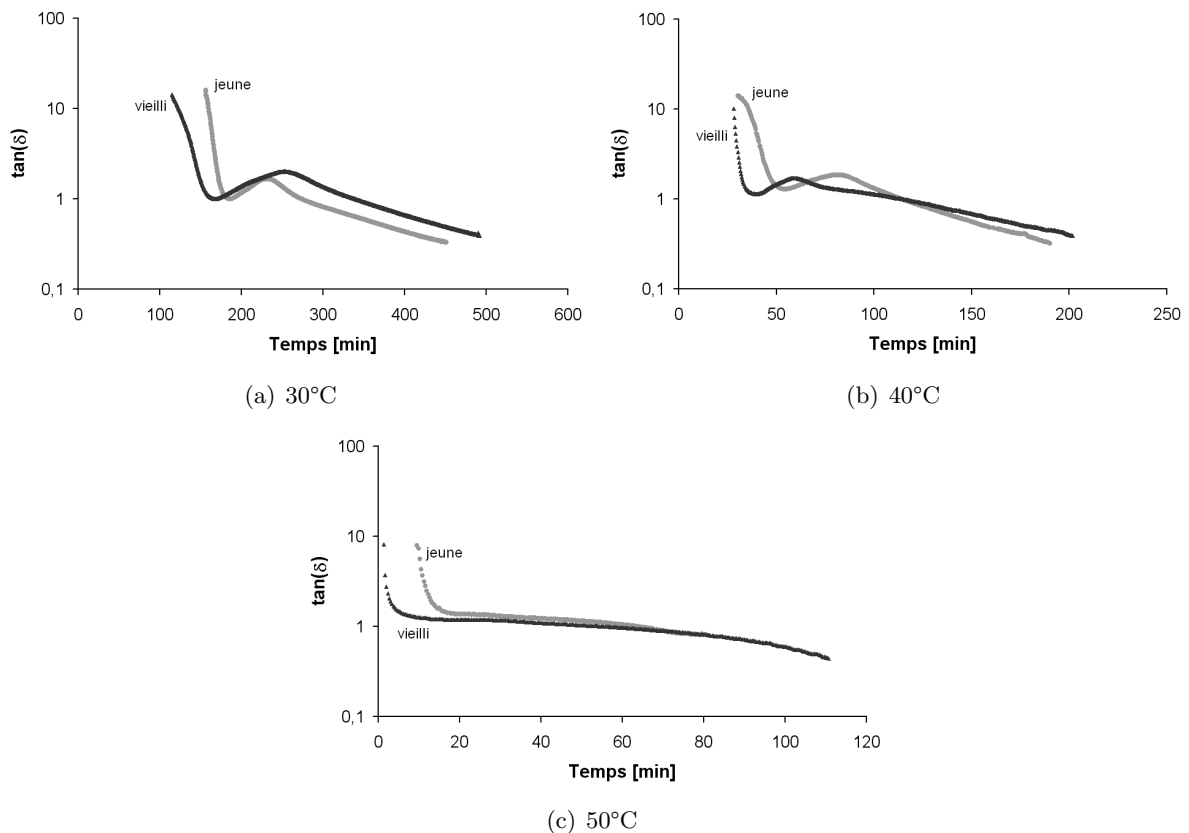 100
10
1
0,1
tan(δ)
vieilli
jeune
0 100 200 300 400 500 600
Temps [min]
(a) 30°C
100
10
1
0,1
tan(δ)
jeune
vieilli
0 50 100 150 200 250
Temps [min]
(b) 40°C
100
10
1
0,1
tan(δ)
jeune
vieilli
0 20 40 60 80 100 120
Temps [min]
(c) 50°C